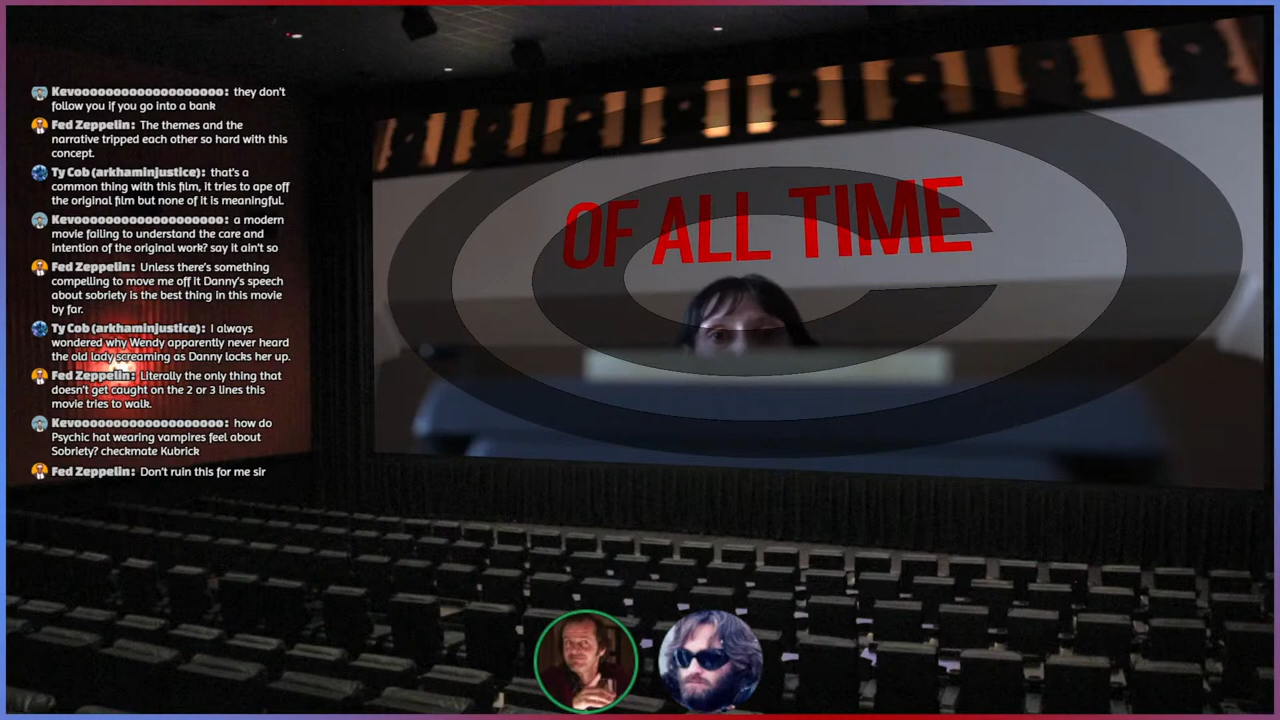 Kevooooooooooooooooooo: they don't
follow you if you go into a bank
Fed Zeppelin: The themes and the
narrative tripped each other so hard with this
concept.
Ty Cob (arkhaminjustice): that's a
common thing with this film, it tries to ape off
the original film but none of it is meaningful.
Kevooooooooooooooooooo: a modern
movie failing to understand the care and
intention of the original work? say it ain't so
Fed Zeppelin: Unless there's something
compelling to move me off it Danny's speech
about sobriety is the best thing in this movie
by far.
Ty Cob (arkhaminjustice): I always
wondered why Wendy apparently never heard
the old lady screaming as Danny locks her up.
Fed Zeppelin: Literally the only thing that
doesn't get caught on the 2 or 3 lines this
movie tries to walk.
Kevooooooooooooooooooo: how do
Psychic hat wearing vampires feel about
Sobriety? checkmate Kubrick
Fed Zeppelin: Don't ruin this for me sir
OF ALL TIME